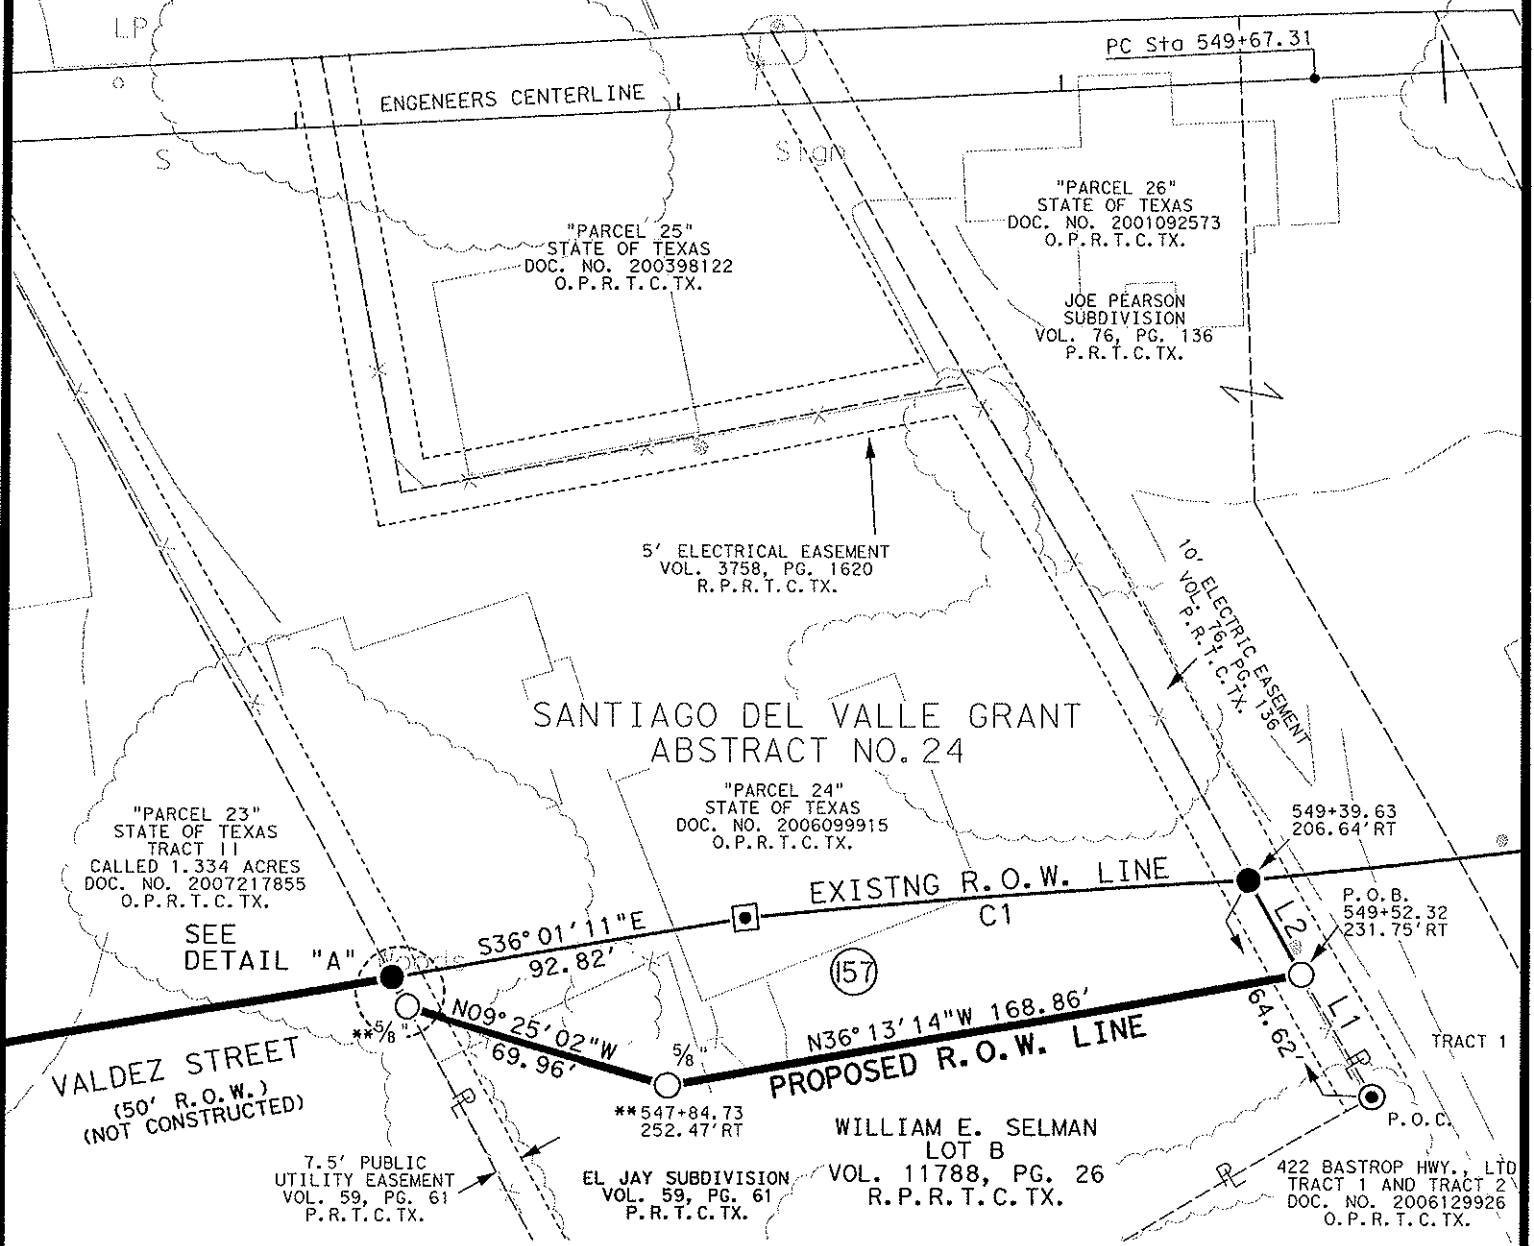 LP
PC Sta 549+67.31
ENGENEERS CENTERLINE
S
Sign
"PARCEL 26"
STATE OF TEXAS
DOC. NO. 2001092573
O.P.R.T.C.TX.
"PARCEL 25"
STATE OF TEXAS
DOC. NO. 200398122
O.P.R.T.C.TX.
JOE PEARSON
SUBDIVISION
VOL. 76, PG. 136
P.R.T.C.TX.
5' ELECTRICAL EASEMENT
VOL. 3758, PG. 1620
R.P.R.T.C.TX.
10' ELECTRIC EASEMENT
VOL. 76, PG. 136
P.R.T.C.TX.
SANTIAGO DEL VALLE GRANT
ABSTRACT NO. 24
"PARCEL 24"
STATE OF TEXAS
DOC. NO. 2006099915
O.P.R.T.C.TX.
"PARCEL 23"
STATE OF TEXAS
TRACT II
CALLED 1.334 ACRES
DOC. NO. 2007217855
O.P.R.T.C.TX.
549+39.63
206.64'RT
EXISTNG R.O.W. LINE
C1
P.O.B.
549+52.32
231.75'RT
L2
SEE
DETAIL "A"
S36°01'11"E
92.82'
157
N09°25'02"W
69.96'
**5/8"
5/8"
N36°13'14"W 168.86'
PROPOSED R.O.W. LINE
64.62'
L1
PL
TRACT 1
VALDEZ STREET
(50' R.O.W.)
(NOT CONSTRUCTED)
PL
**547+84.73
252.47'RT
P.O.C.
WILLIAM E. SELMAN
LOT B
VOL. 11788, PG. 26
R.P.R.T.C.TX.
7.5' PUBLIC
UTILITY EASEMENT
VOL. 59, PG. 61
P.R.T.C.TX.
EL JAY SUBDIVISION
VOL. 59, PG. 61
P.R.T.C.TX.
PL
422 BASTROP HWY., LTD
TRACT 1 AND TRACT 2
DOC. NO. 2006129926
O.P.R.T.C.TX.